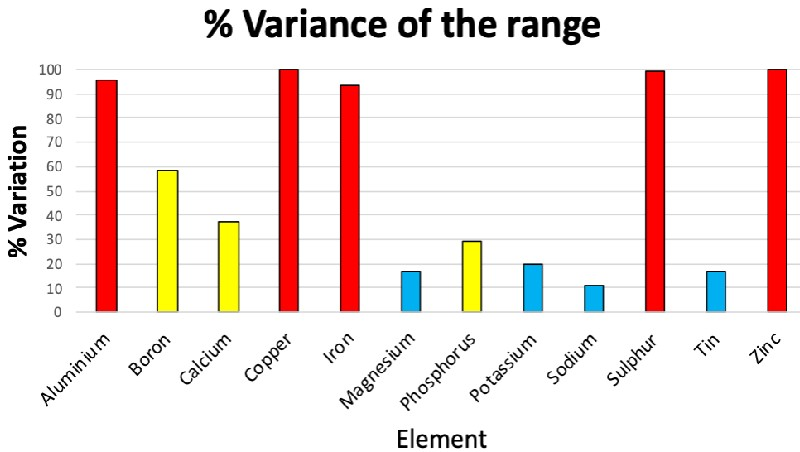 % Variance of the range
% Variation
100
90
80
70
60
50
40
30
20
10
0
Aluminium
Boron
Calcium
Copper
Iron
Magnesium
Phosphorus
Potassium
Sodium
Sulphur
Tin
Zinc
Element